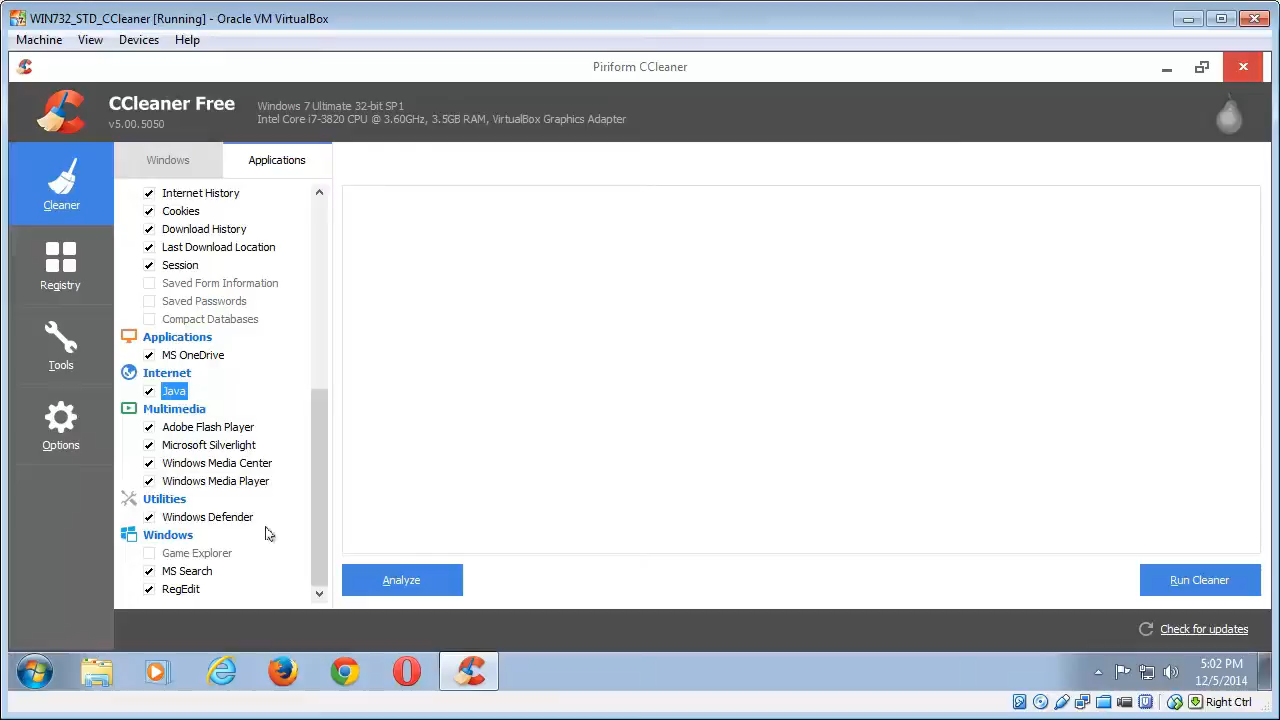 WIN732_STD_CCleaner [Running] - Oracle VM VirtualBox
Machine View Devices Help
Piriform CCleaner
CCleaner Free
v5.00.5050
Windows 7 Ultimate 32-bit SP1
Intel Core i7-3820 CPU @ 3.60GHz, 3.5GB RAM, VirtualBox Graphics Adapter
Cleaner
Registry
Tools
Options
Windows
Applications
Internet History
Cookies
Download History
Last Download Location
Session
Saved Form Information
Saved Passwords
Compact Databases
Applications
MS OneDrive
Internet
Java
Multimedia
Adobe Flash Player
Microsoft Silverlight
Windows Media Center
Windows Media Player
Utilities
Windows Defender
Windows
Game Explorer
MS Search
RegEdit
Analyze
Run Cleaner
Check for updates
5:02 PM
12/5/2014
Right Ctrl